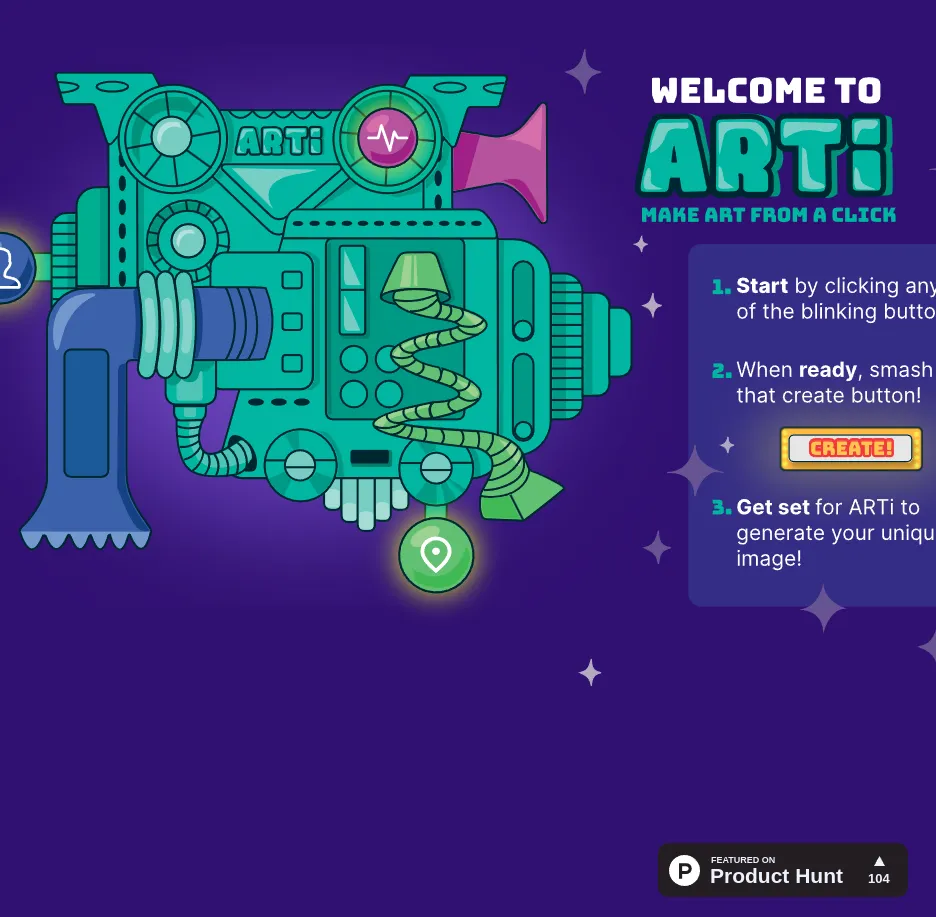 ARTi
WELCOME TO
ARTi
MAKE ART FROM A CLICK
1. Start by clicking any
of the blinking butto
2. When ready, smash
that create button!
CREATE!
3. Get set for ARTi to
generate your uniqu
image!
FEATURED ON
Product Hunt
104